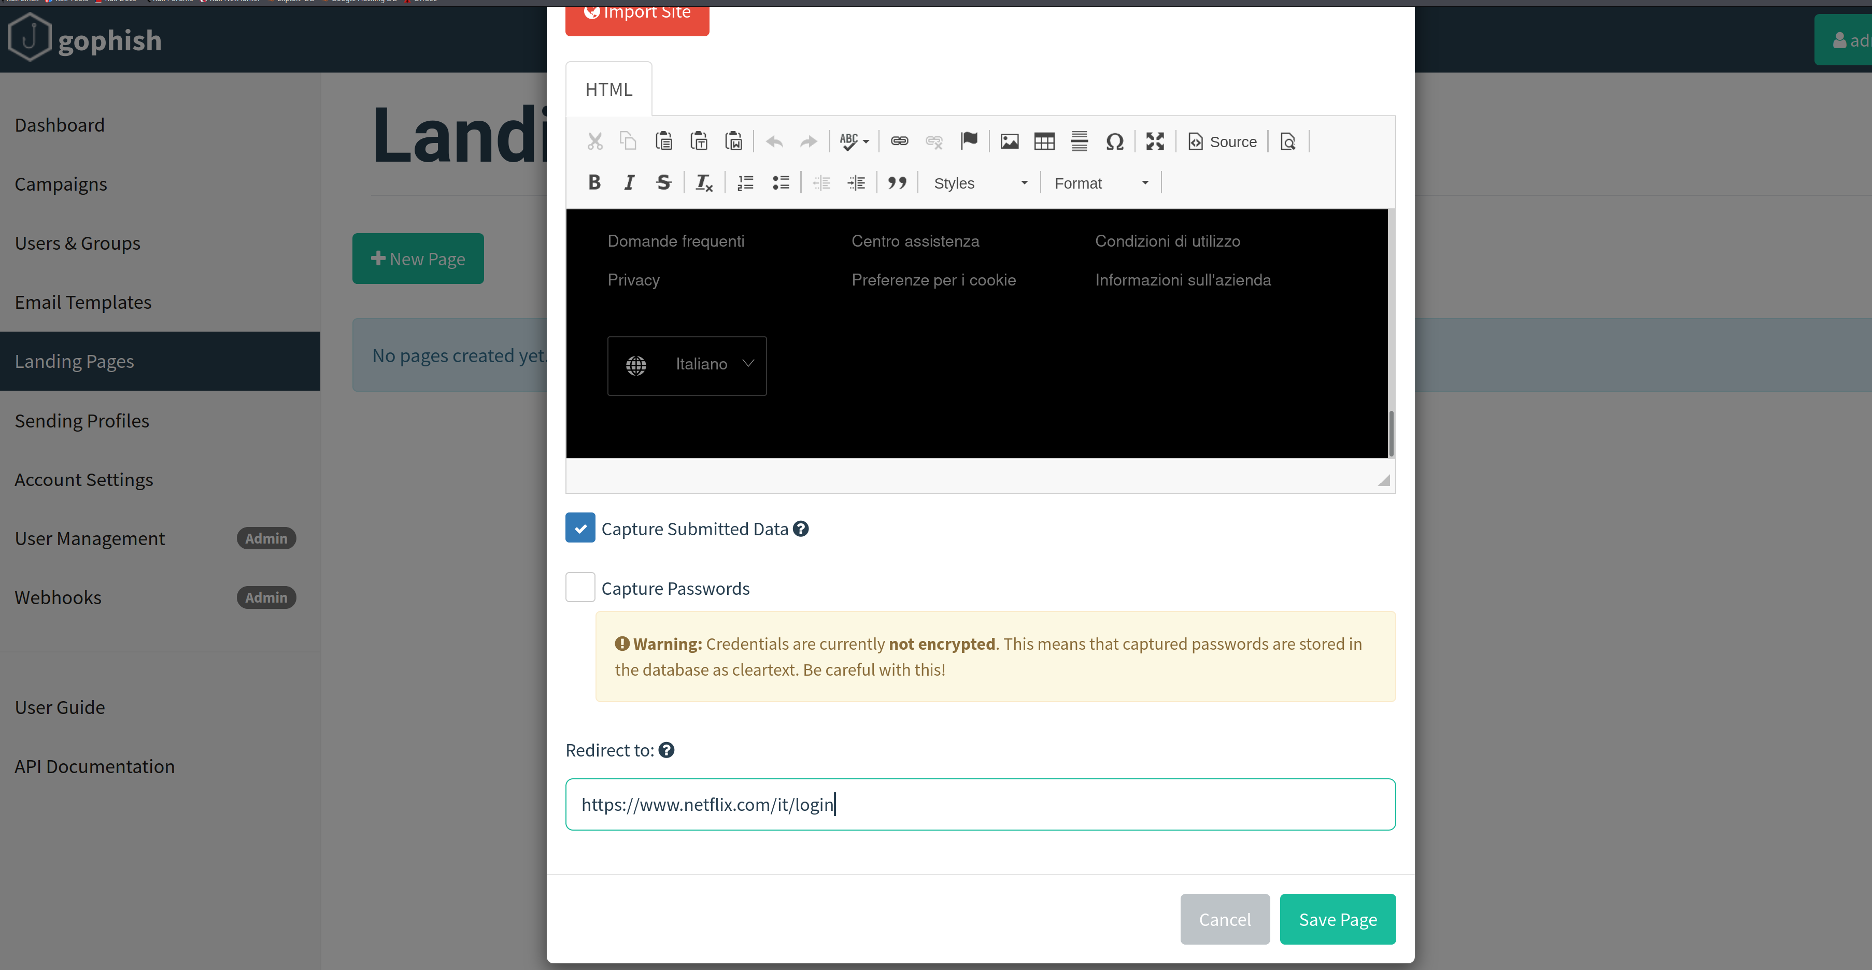 Import Site
gophish
adm
HTML
Dashboard
Landi
ABC
Source
Campaigns
Styles
Format
Users & Groups
Domande frequenti
Centro assistenza
Condizioni di utilizzo
New Page
Privacy
Preferenze per i cookie
Informazioni sull'azienda
Email Templates
Landing Pages
No pages created yet.
Italiano
Sending Profiles
Account Settings
Capture Submitted Data
User Management
Admin
Capture Passwords
Webhooks
Admin
Warning: Credentials are currently not encrypted. This means that captured passwords are stored in
the database as cleartext. Be careful with this!
User Guide
Redirect to:
API Documentation
https://www.netflix.com/it/login
Cancel
Save Page